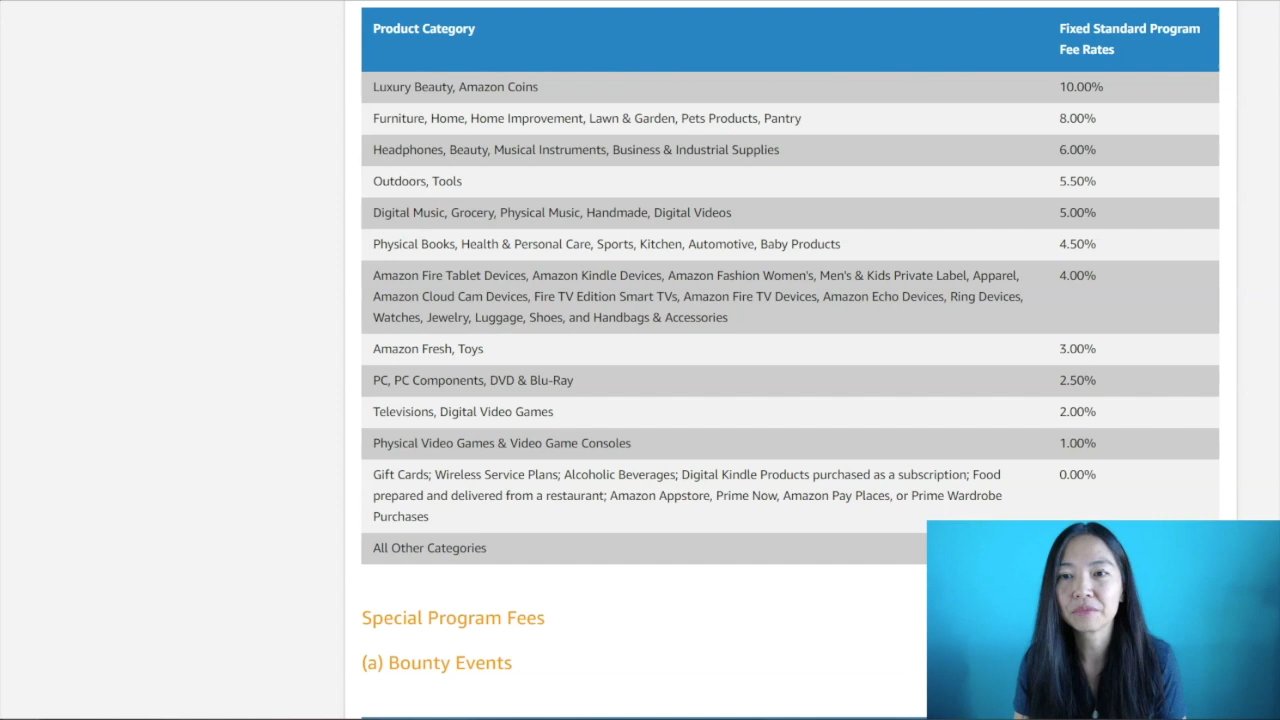 Product Category
Fixed Standard Program
Fee Rates
Luxury Beauty, Amazon Coins
10.00%
Furniture, Home, Home Improvement, Lawn & Garden, Pets Products, Pantry
8.00%
Headphones, Beauty, Musical Instruments, Business & Industrial Supplies
6.00%
Outdoors, Tools
5.50%
Digital Music, Grocery, Physical Music, Handmade, Digital Videos
5.00%
Physical Books, Health & Personal Care, Sports, Kitchen, Automotive, Baby Products
4.50%
Amazon Fire Tablet Devices, Amazon Kindle Devices, Amazon Fashion Women's, Men's & Kids Private Label, Apparel,
4.00%
Amazon Cloud Cam Devices, Fire TV Edition Smart TVs, Amazon Fire TV Devices, Amazon Echo Devices, Ring Devices,
Watches, Jewelry, Luggage, Shoes, and Handbags & Accessories
Amazon Fresh, Toys
3.00%
PC, PC Components, DVD & Blu-Ray
2.50%
Televisions, Digital Video Games
2.00%
Physical Video Games & Video Game Consoles
1.00%
Gift Cards; Wireless Service Plans; Alcoholic Beverages; Digital Kindle Products purchased as a subscription; Food
0.00%
prepared and delivered from a restaurant; Amazon Appstore, Prime Now, Amazon Pay Places, or Prime Wardrobe
Purchases
All Other Categories
Special Program Fees
(a) Bounty Events